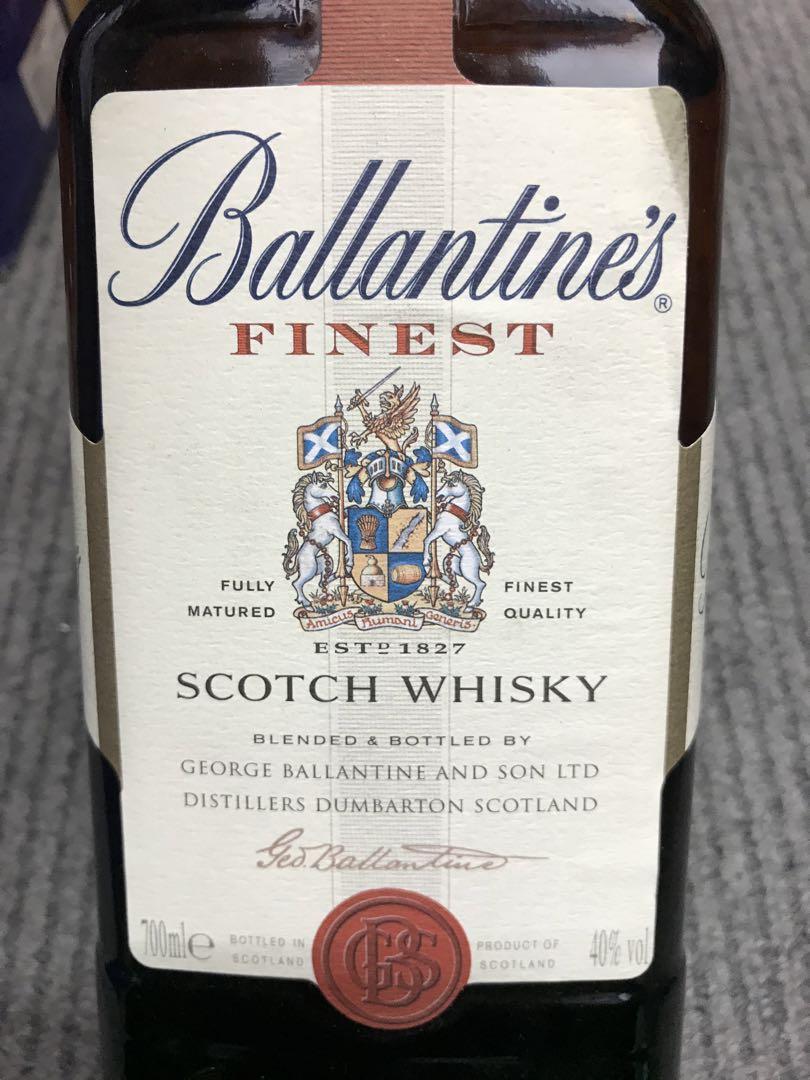 Ballantine's®
FINEST
FULLY MATURED
FINEST QUALITY
Amicus Humani Generis
ESTD 1827
SCOTCH WHISKY
BLENDED & BOTTLED BY
GEORGE BALLANTINE AND SON LTD
DISTILLERS DUMBARTON SCOTLAND
Geo. Ballantine
700ml e
BOTTLED IN SCOTLAND
GBS
PRODUCT OF SCOTLAND
40% vol